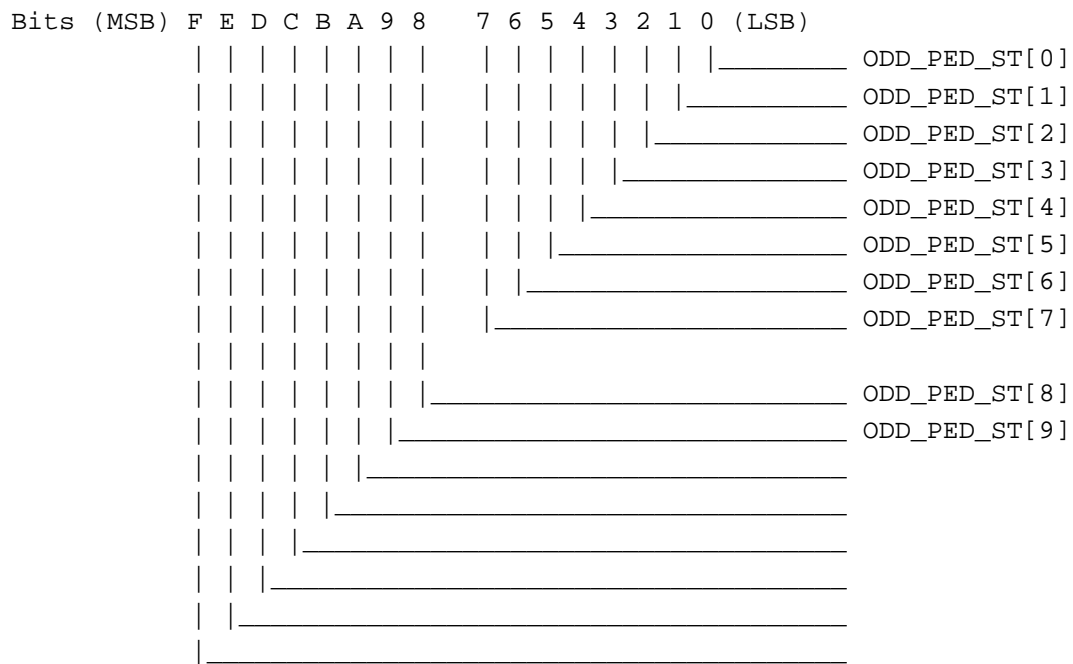 Bits (MSB) F E D C B A 9 8 7 6 5 4 3 2 1 0 (LSB)
ODD_PED_ST[0]
ODD_PED_ST[1]
ODD_PED_ST[2]
ODD_PED_ST[3]
ODD_PED_ST[4]
ODD_PED_ST[5]
ODD_PED_ST[6]
ODD_PED_ST[7]
ODD_PED_ST[8]
ODD_PED_ST[9]